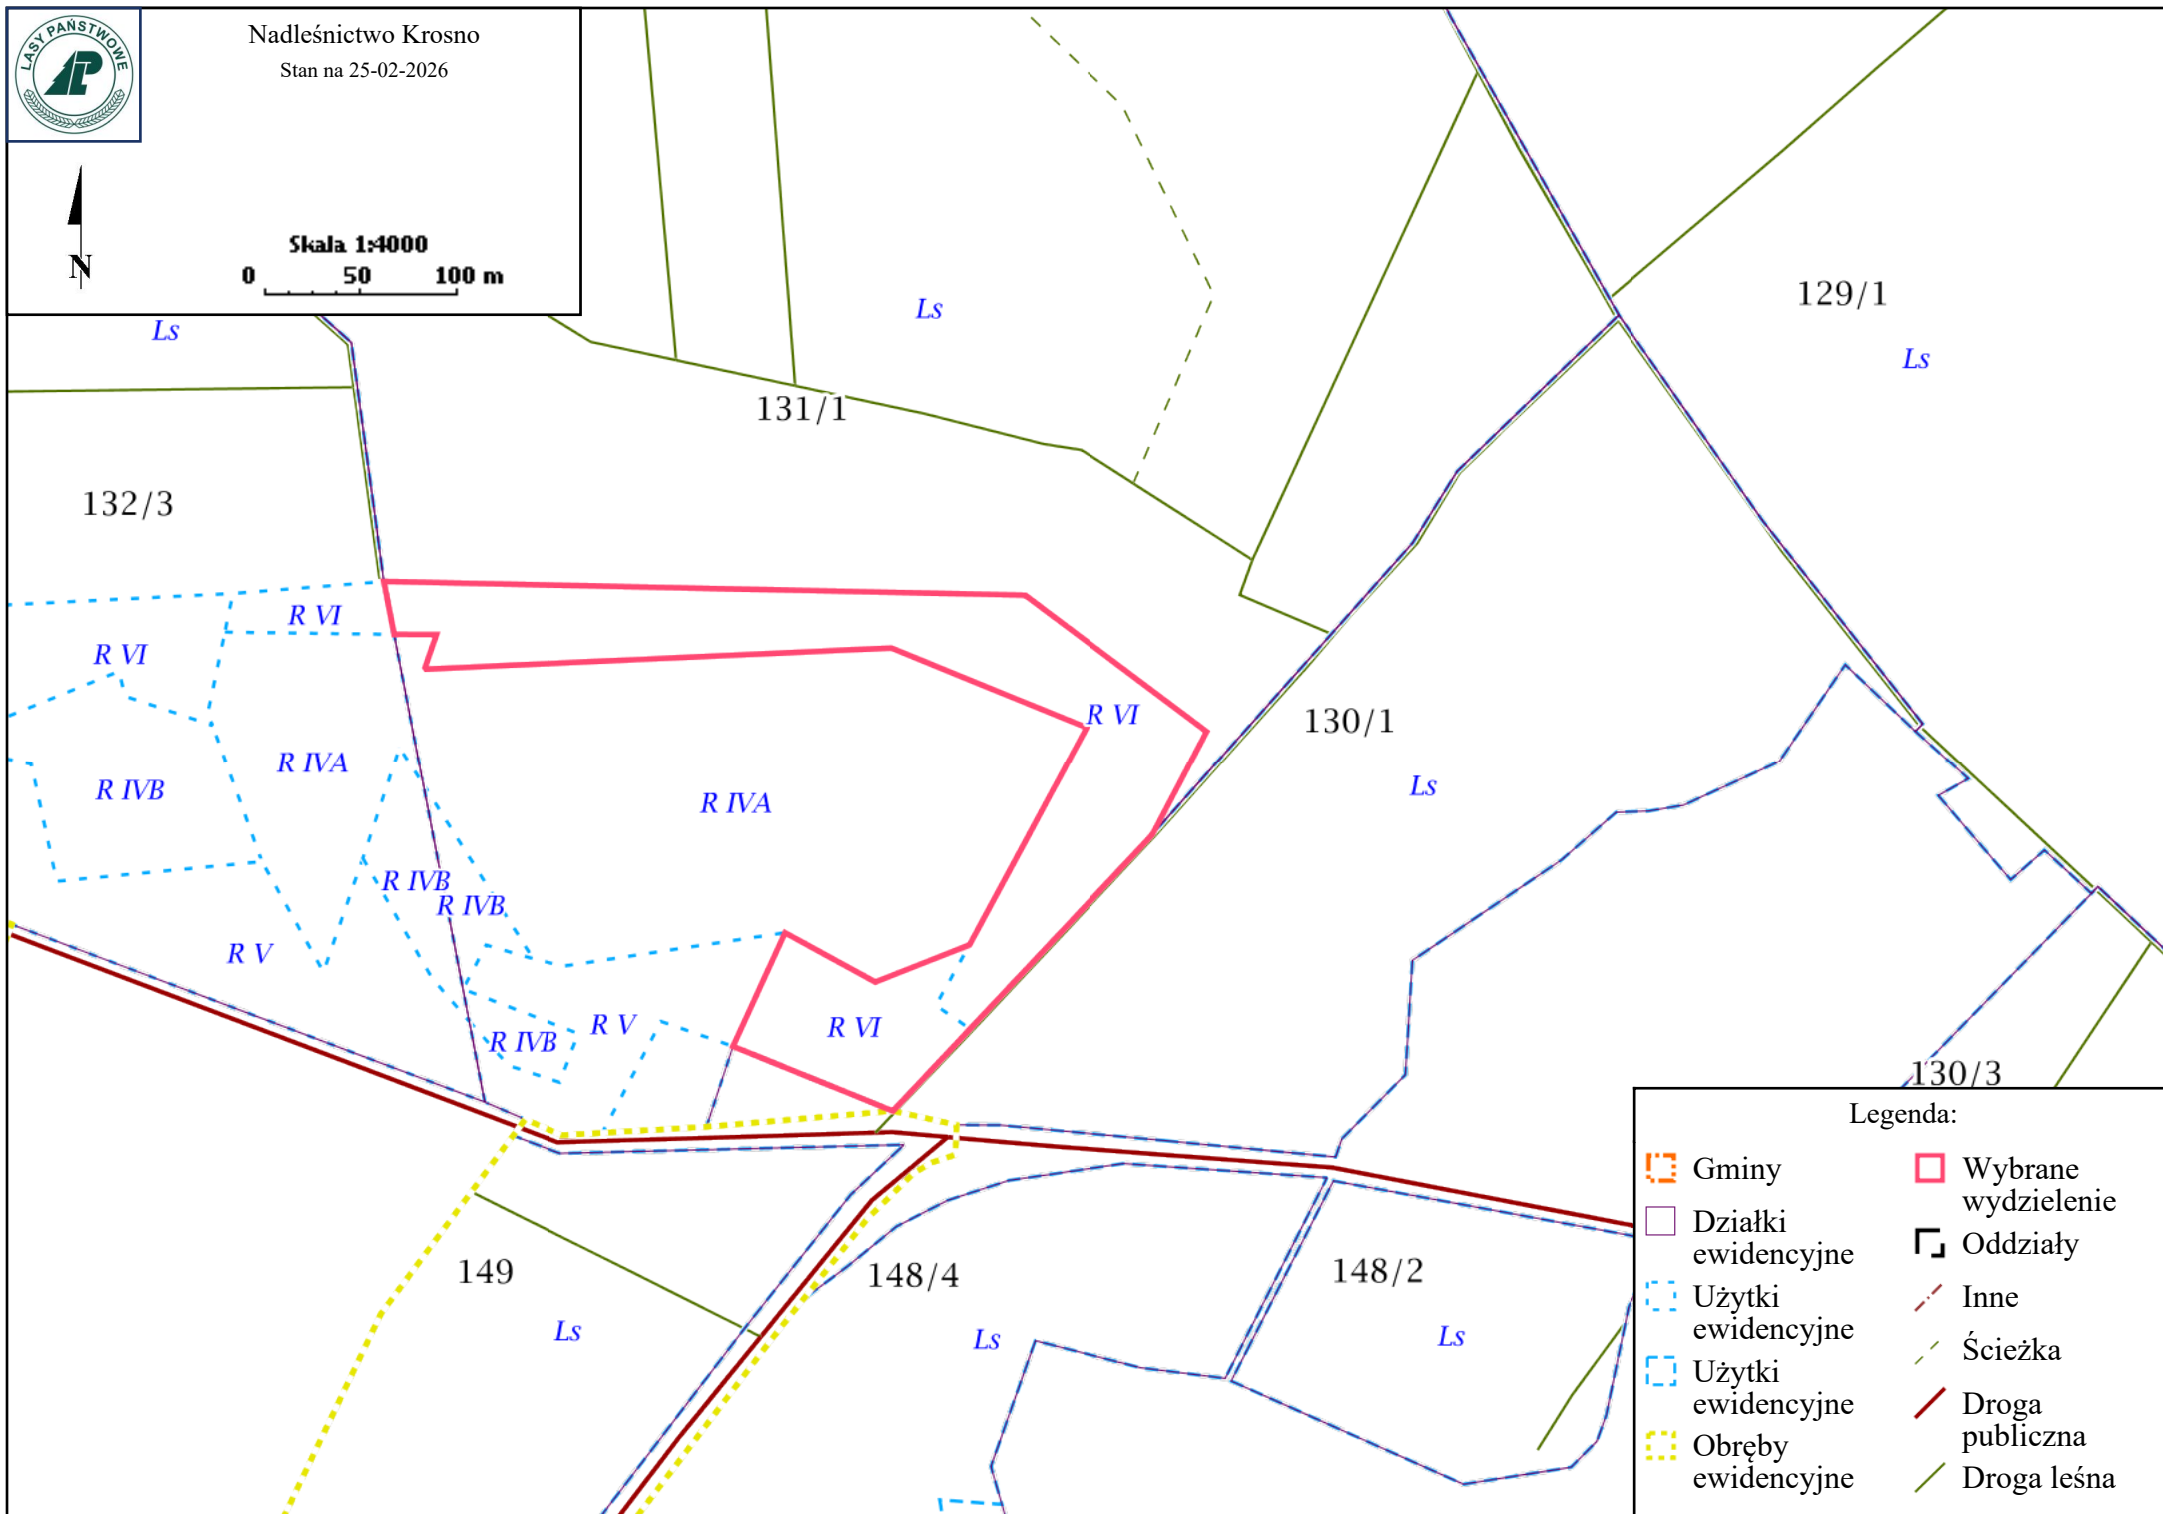 LASY PAŃSTWOWE
Nadleśnictwo Krosno
Stan na 25-02-2026
N
Skala 1:4000
0 50 100 m
Ls
Ls
129/1
Ls
131/1
132/3
R VI
R VI
R VI
130/1
R IVA
R IVB
R IVA
Ls
R IVB
R IVB
R V
R V
R VI
R IVB
130/3
149
148/4
148/2
Ls
Ls
Ls
Legenda:
Gminy
Działki
ewidencyjne
Użytki
ewidencyjne
Użytki
ewidencyjne
Obręby
ewidencyjne
Wybrane
wydzielenie
Oddziały
Inne
Ścieżka
Droga
publiczna
Droga leśna